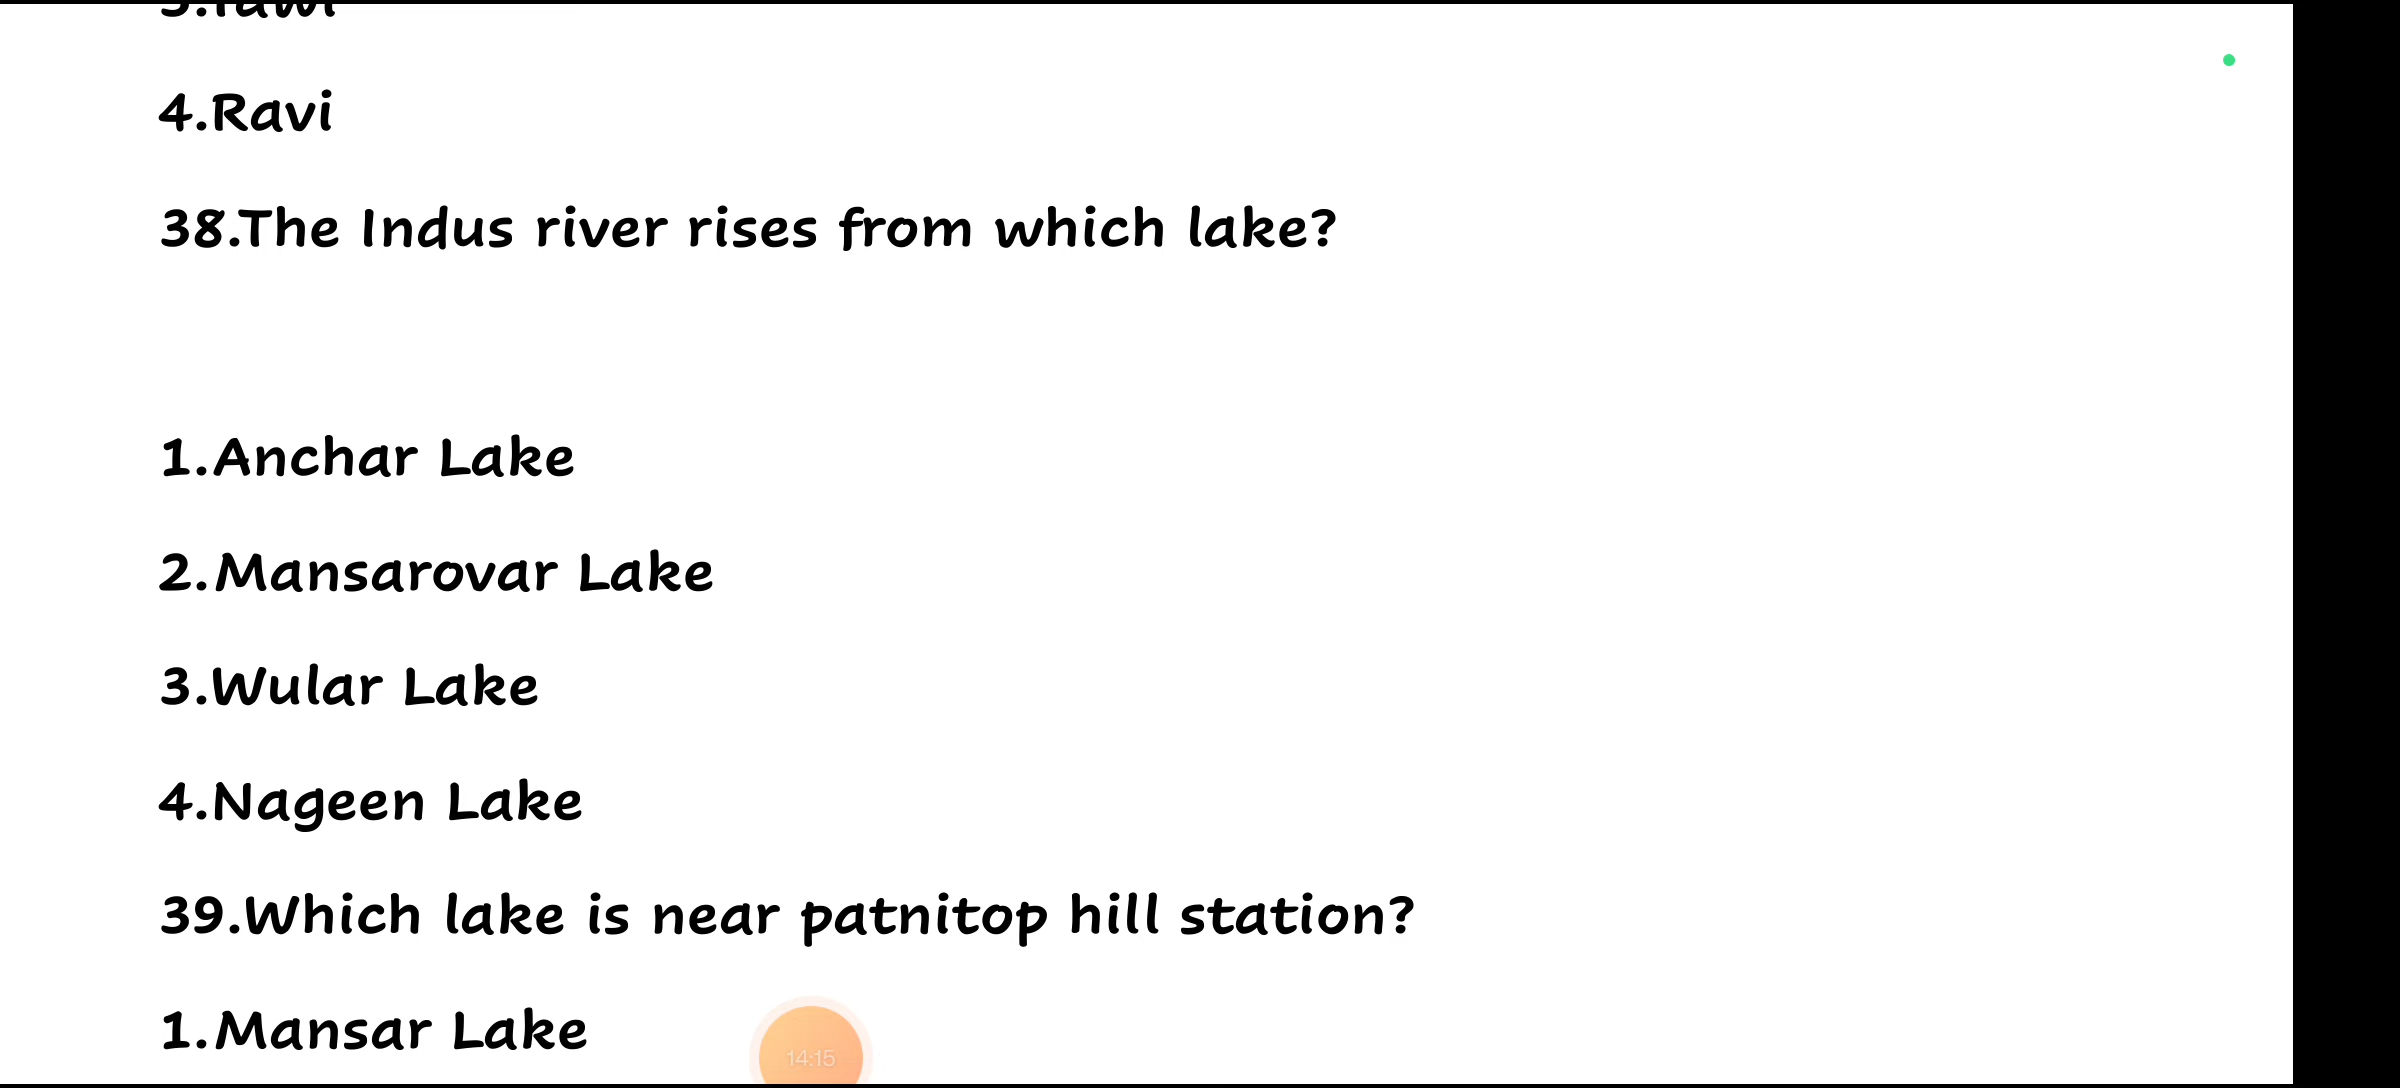 4.Ravi
38.The Indus river rises from which lake?
1.Anchar Lake
2.Mansarovar Lake
3.Wular Lake
4.Nageen Lake
39.Which lake is near patnitop hill station?
1.Mansar Lake
14:15